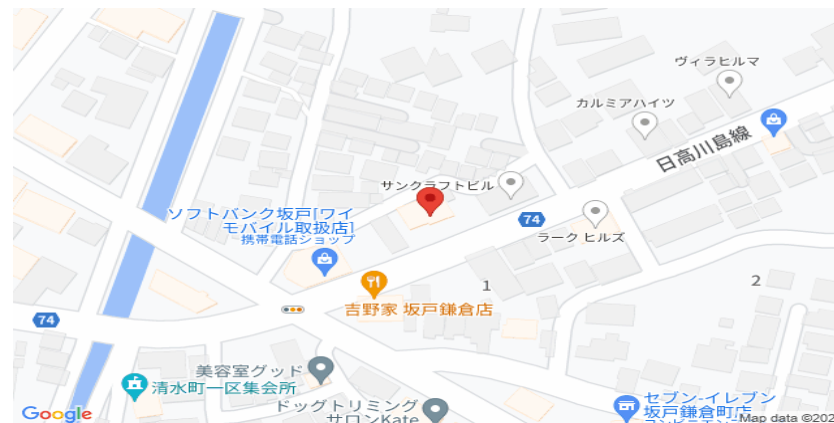 ヴィラヒルマ
カルミアハイツ
日高川島線
サンクラフトビル
74
ラーク ヒルズ
ソフトバンク坂戸[ワイ
モバイル取扱店]
携帯電話ショップ
1
2
吉野家 坂戸鎌倉店
74
美容室グッド
清水町一区集会所
ドッグトリミング
サロンKate
セブン-イレブン
坂戸鎌倉町店
Google
Map data ©202